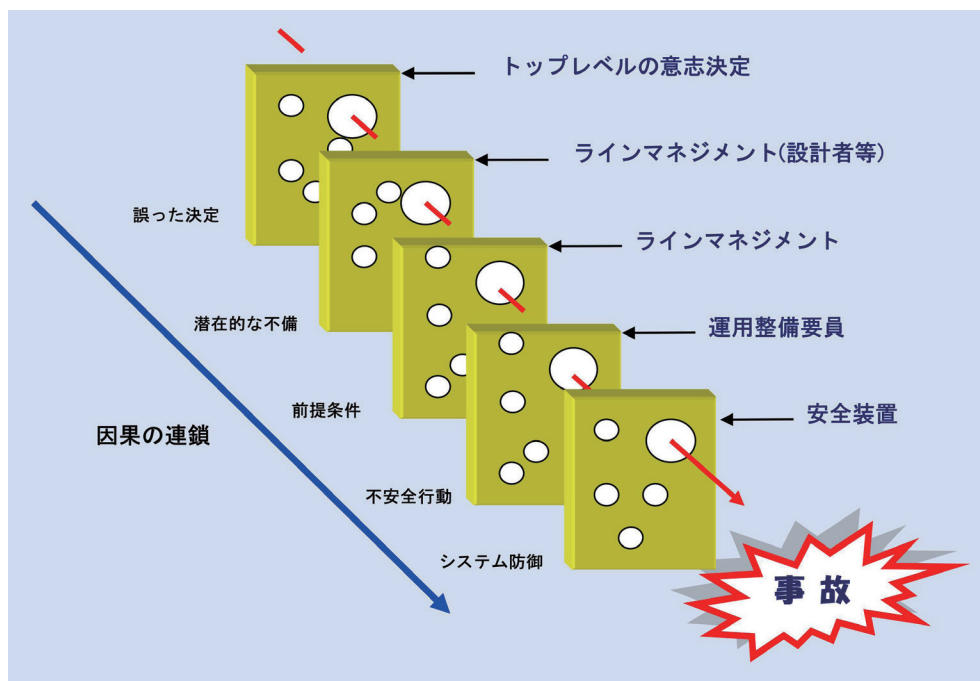 トップレベルの意志決定
ラインマネジメント(設計者等)
誤った決定
ラインマネジメント
潜在的な不備
運用整備要員
前提条件
安全装置
因果の連鎖
不安全行動
システム防御
事故